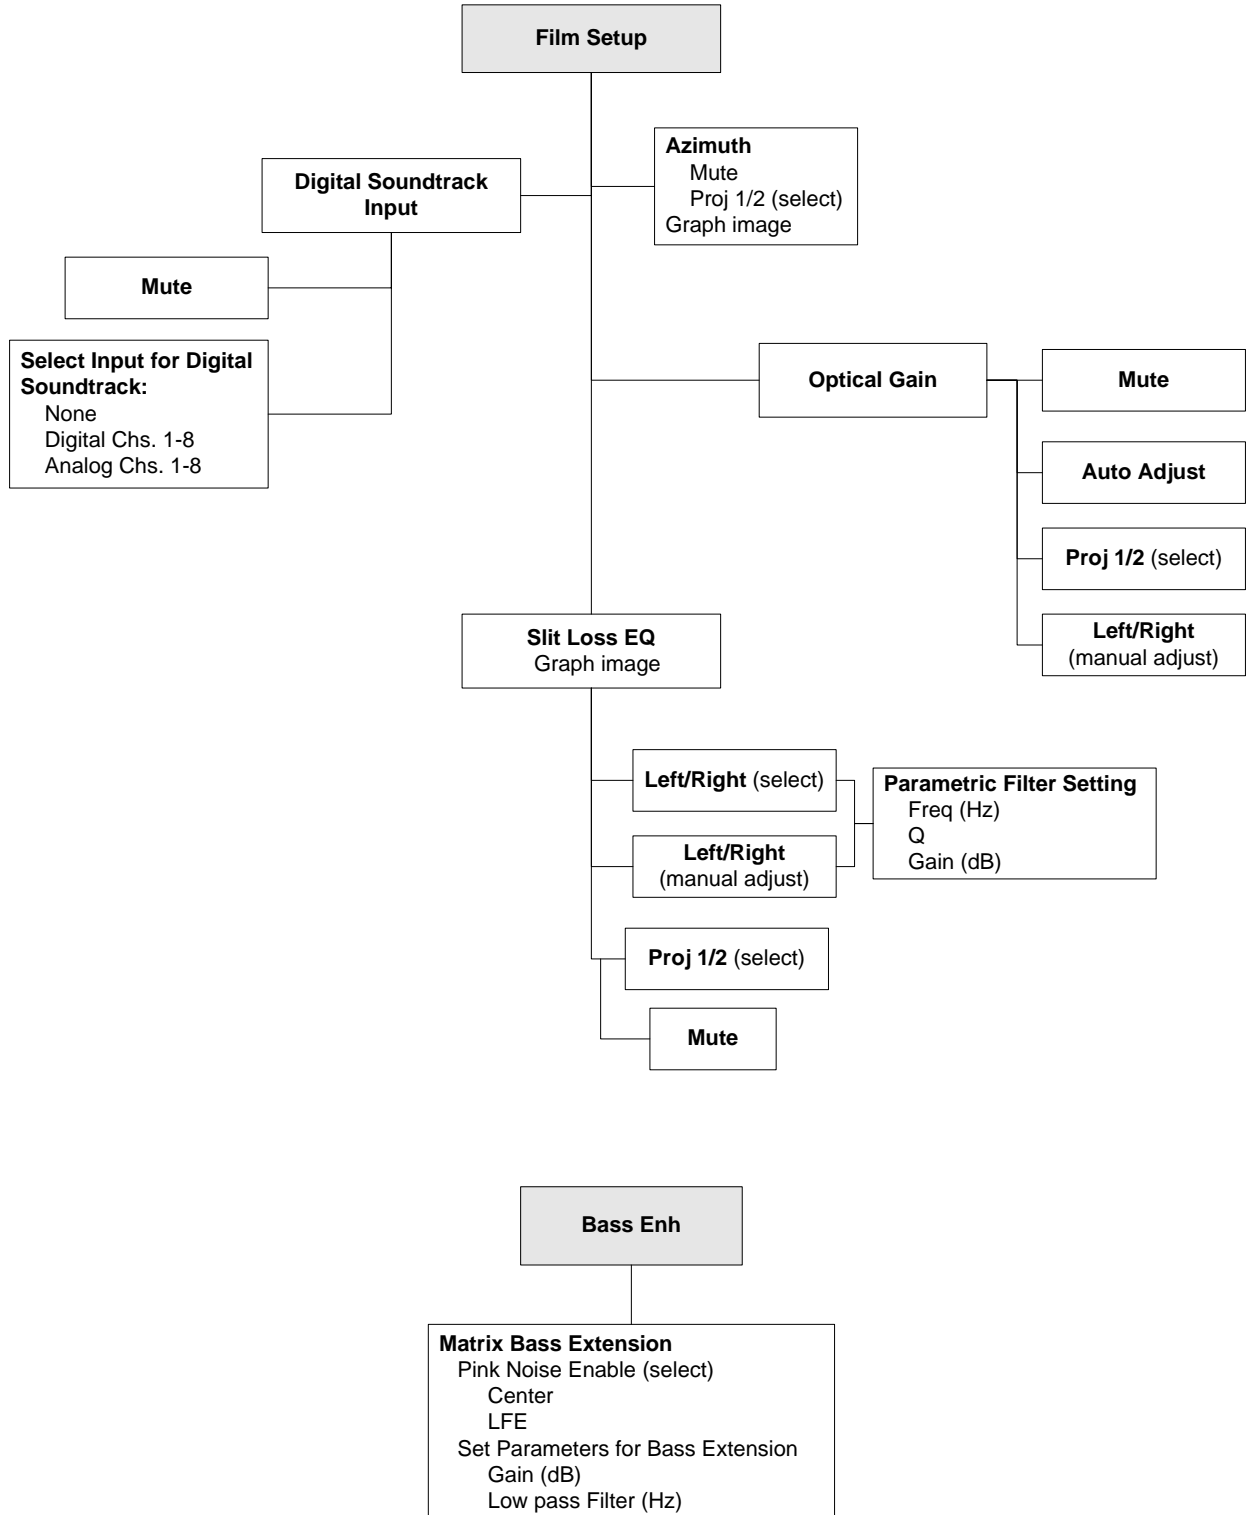 Film Setup
Azimuth
Mute
Proj 1/2 (select)
Graph image
Digital Soundtrack
Input
Mute
Select Input for Digital
Soundtrack:
None
Digital Chs. 1-8
Analog Chs. 1-8
Optical Gain
Mute
Auto Adjust
Proj 1/2 (select)
Left/Right
(manual adjust)
Slit Loss EQ
Graph image
Left/Right (select)
Left/Right
(manual adjust)
Parametric Filter Setting
Freq (Hz)
Q
Gain (dB)
Proj 1/2 (select)
Mute
Bass Enh
Matrix Bass Extension
Pink Noise Enable (select)
Center
LFE
Set Parameters for Bass Extension
Gain (dB)
Low pass Filter (Hz)